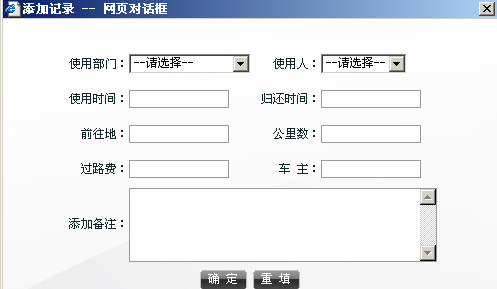 添加记录 -- 网页对话框
使用部门： --请选择-- 使用人： --请选择--
使用时间： 归还时间：
前往地： 公里数：
过路费： 车 主：
添加备注：
确 定 重 填